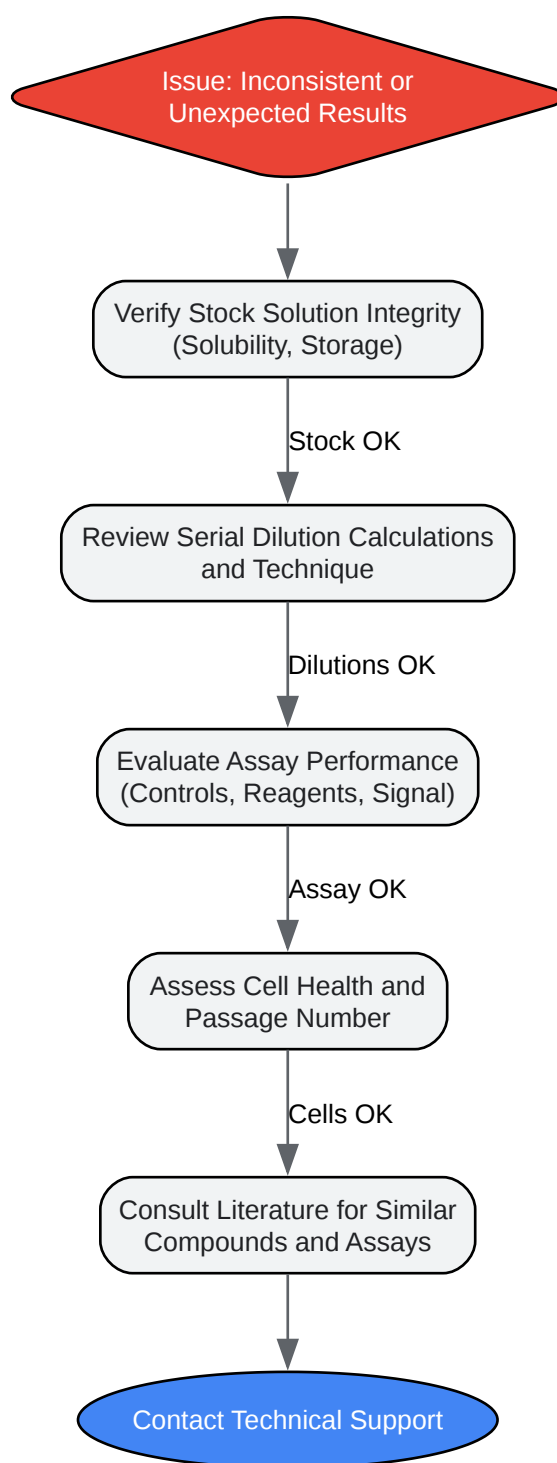 Issue: Inconsistent or
Unexpected Results
Verify Stock Solution Integrity
(Solubility, Storage)
Stock OK
Review Serial Dilution Calculations
and Technique
Dilutions OK
Evaluate Assay Performance
(Controls, Reagents, Signal)
Assay OK
Assess Cell Health and
Passage Number
Cells OK
Consult Literature for Similar
Compounds and Assays
Contact Technical Support